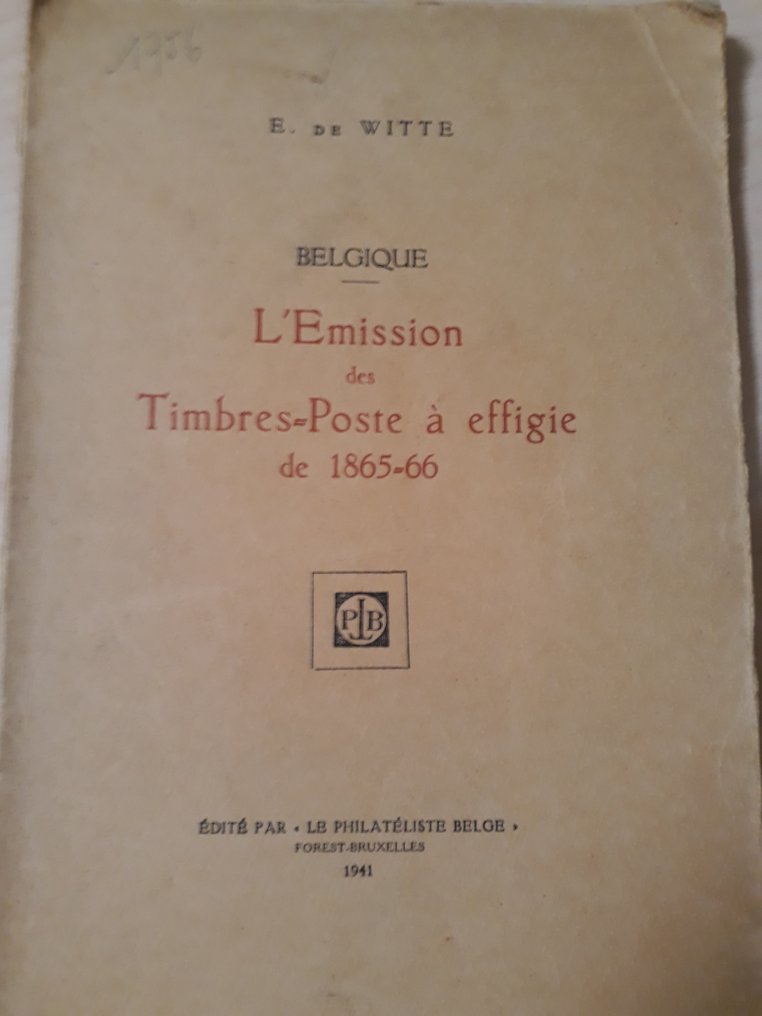 1756
E. DE WITTE
BELGIQUE
L'Emission
des
Timbres-Poste à effigie
de 1865-66
PLB
ÉDITÉ PAR « LE PHILATÉLISTE BELGE »
FOREST-BRUXELLES
1941